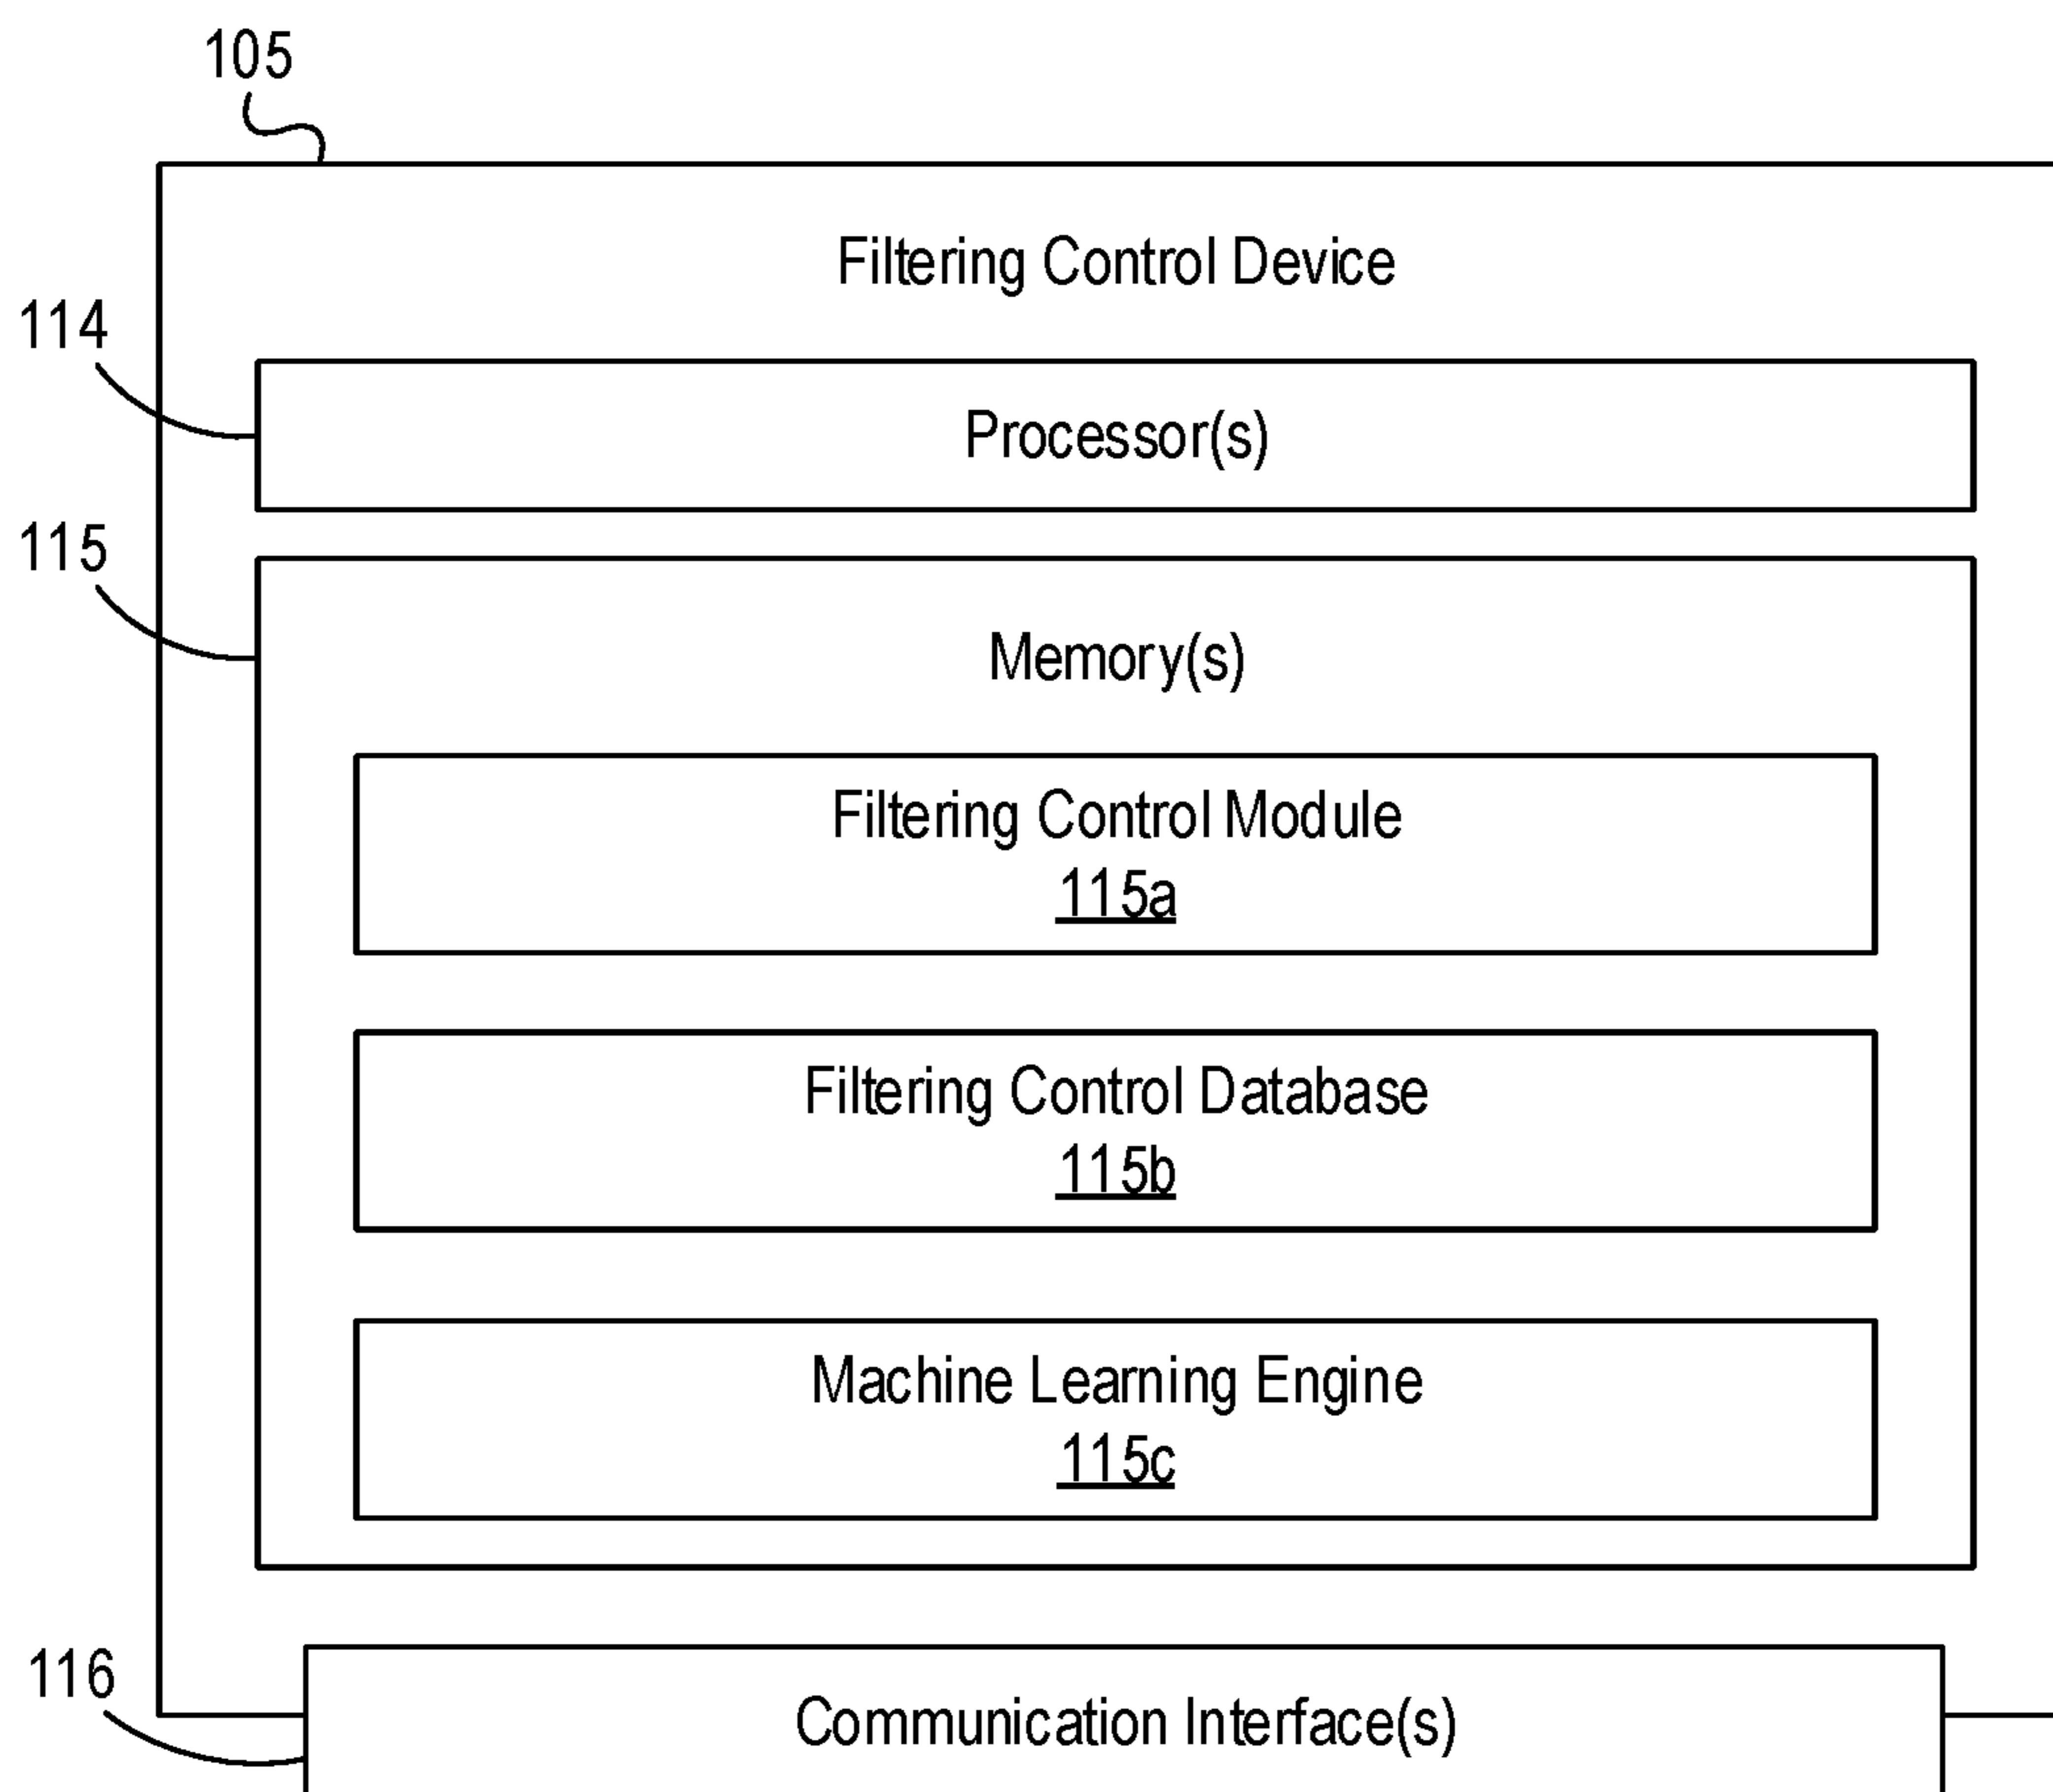 105
Filtering Control Device
114
Processor(s)
115
Memory(s)
Filtering Control Module
115a
Filtering Control Database
115b
Machine Learning Engine
115c
116
Communication Interface(s)